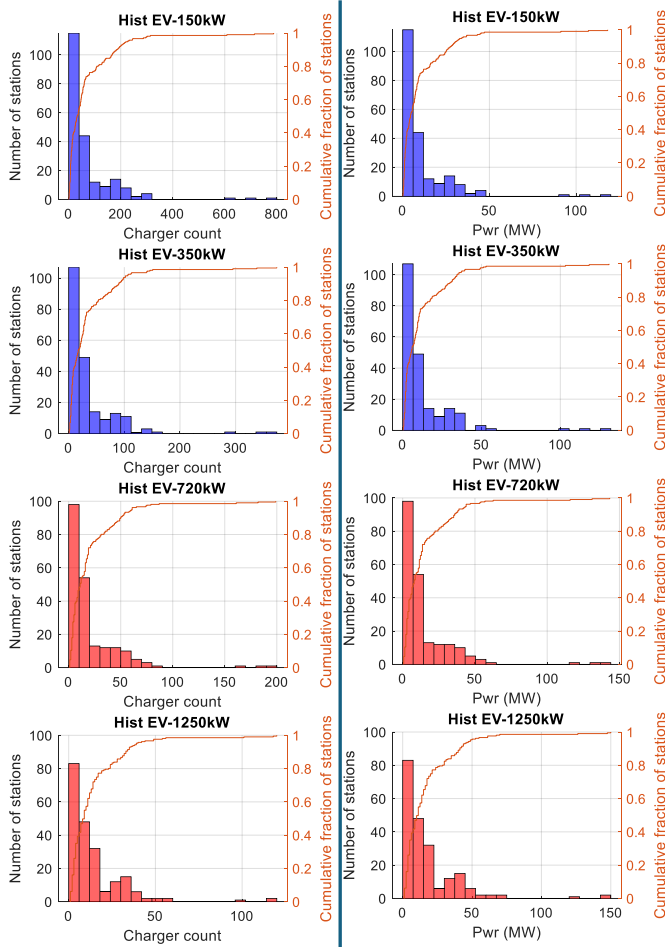 Hist EV-150kW
Number of stations
100
80
60
40
20
0
0 200 400 600 800
Charger count
1
0.8
0.6
0.4
0.2
0
Cumulative fraction of stations
Hist EV-150kW
Number of stations
100
80
60
40
20
0
0 50 100
Pwr (MW)
1
0.8
0.6
0.4
0.2
0
Cumulative fraction of stations
Hist EV-350kW
Number of stations
100
80
60
40
20
0
0 100 200 300
Charger count
1
0.8
0.6
0.4
0.2
0
Cumulative fraction of stations
Hist EV-350kW
Number of stations
100
80
60
40
20
0
0 50 100
Pwr (MW)
1
0.8
0.6
0.4
0.2
0
Cumulative fraction of stations
Hist EV-720kW
Number of stations
100
80
60
40
20
0
0 50 100 150 200
Charger count
1
0.8
0.6
0.4
0.2
0
Cumulative fraction of stations
Hist EV-720kW
Number of stations
100
80
60
40
20
0
0 50 100 150
Pwr (MW)
1
0.8
0.6
0.4
0.2
0
Cumulative fraction of stations
Hist EV-1250kW
Number of stations
100
80
60
40
20
0
0 50 100
Charger count
1
0.8
0.6
0.4
0.2
0
Cumulative fraction of stations
Hist EV-1250kW
Number of stations
100
80
60
40
20
0
0 50 100 150
Pwr (MW)
1
0.8
0.6
0.4
0.2
0
Cumulative fraction of stations